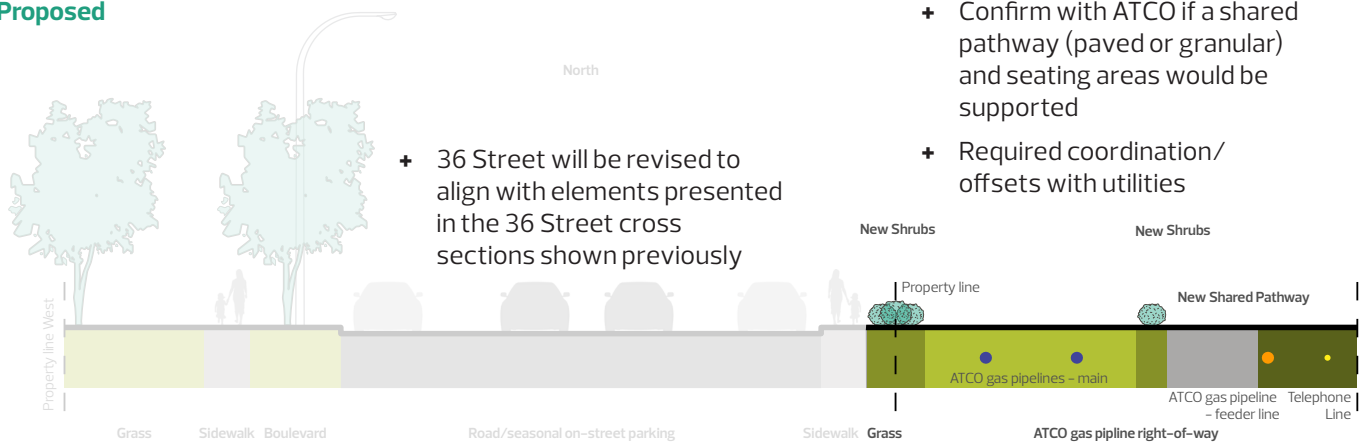 Proposed
North
+ 36 Street will be revised to
align with elements presented
in the 36 Street cross
sections shown previously
+ Confirm with ATCO if a shared
pathway (paved or granular)
and seating areas would be
supported
+ Required coordination/
offsets with utilities
New Shrubs
New Shrubs
Property line
New Shared Pathway
Property line West
ATCO gas pipelines - main
ATCO gas pipeline
- feeder line
Telephone
Line
Grass
Sidewalk
Boulevard
Road/seasonal on-street parking
Sidewalk
Grass
ATCO gas pipline right-of-way